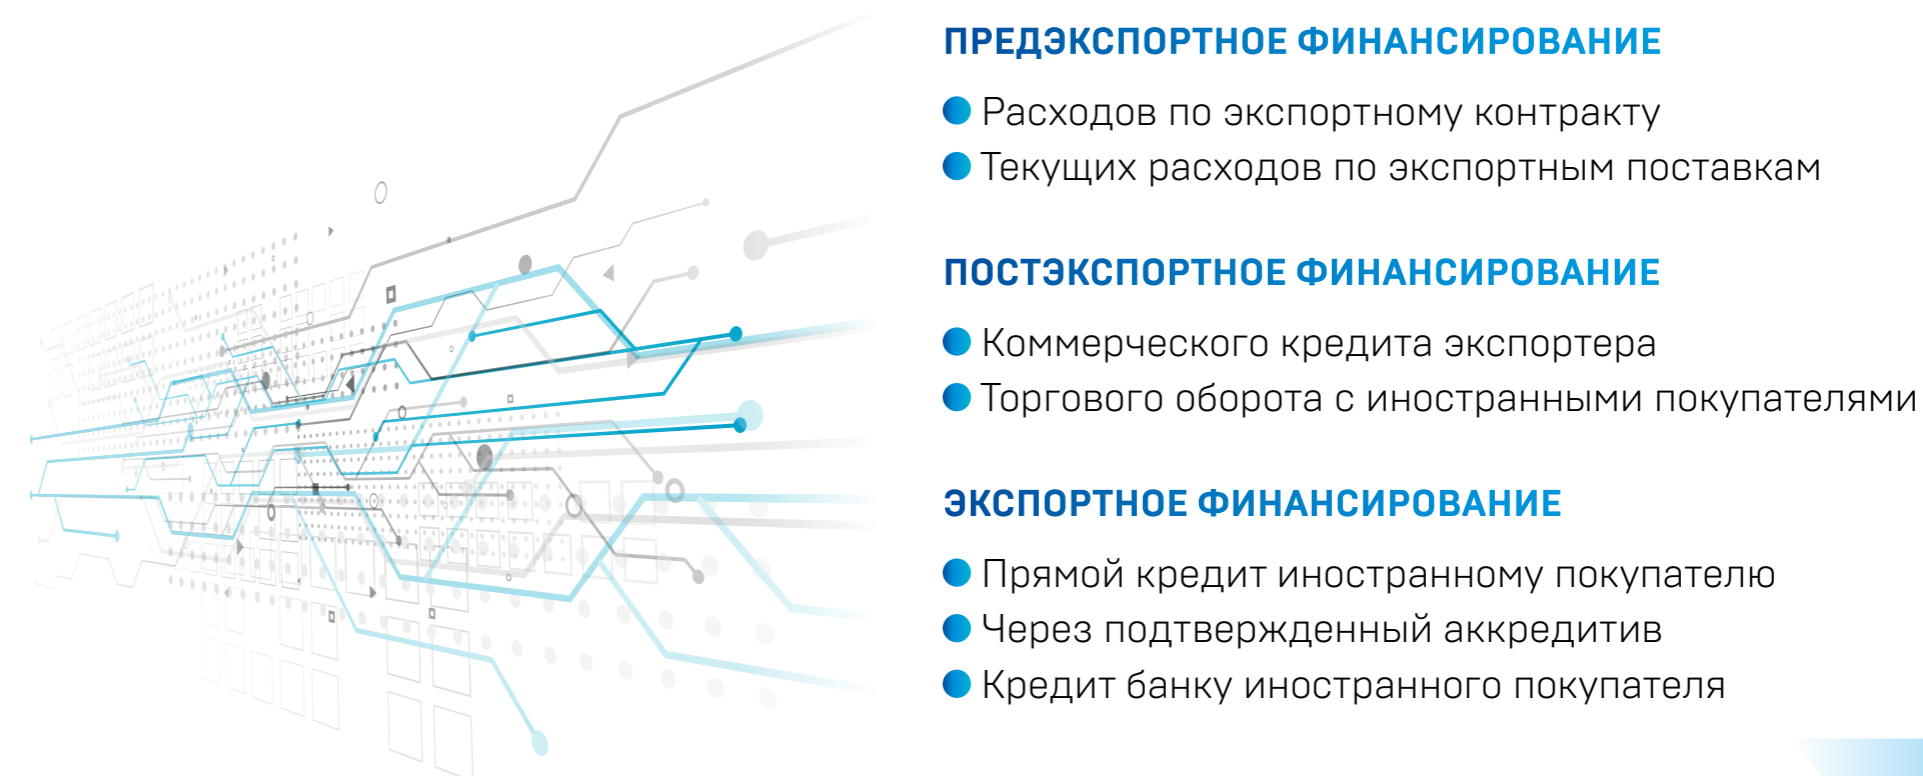 ПРЕДЭКСПОРТНОЕ ФИНАНСИРОВАНИЕ
Расходов по экспортному контракту
Текущих расходов по экспортным поставкам
ПОСТЭКСПОРТНОЕ ФИНАНСИРОВАНИЕ
Коммерческого кредита экспортера
Торгового оборота с иностранными покупателями
ЭКСПОРТНОЕ ФИНАНСИРОВАНИЕ
Прямой кредит иностранному покупателю
Через подтвержденный аккредитив
Кредит банку иностранного покупателя